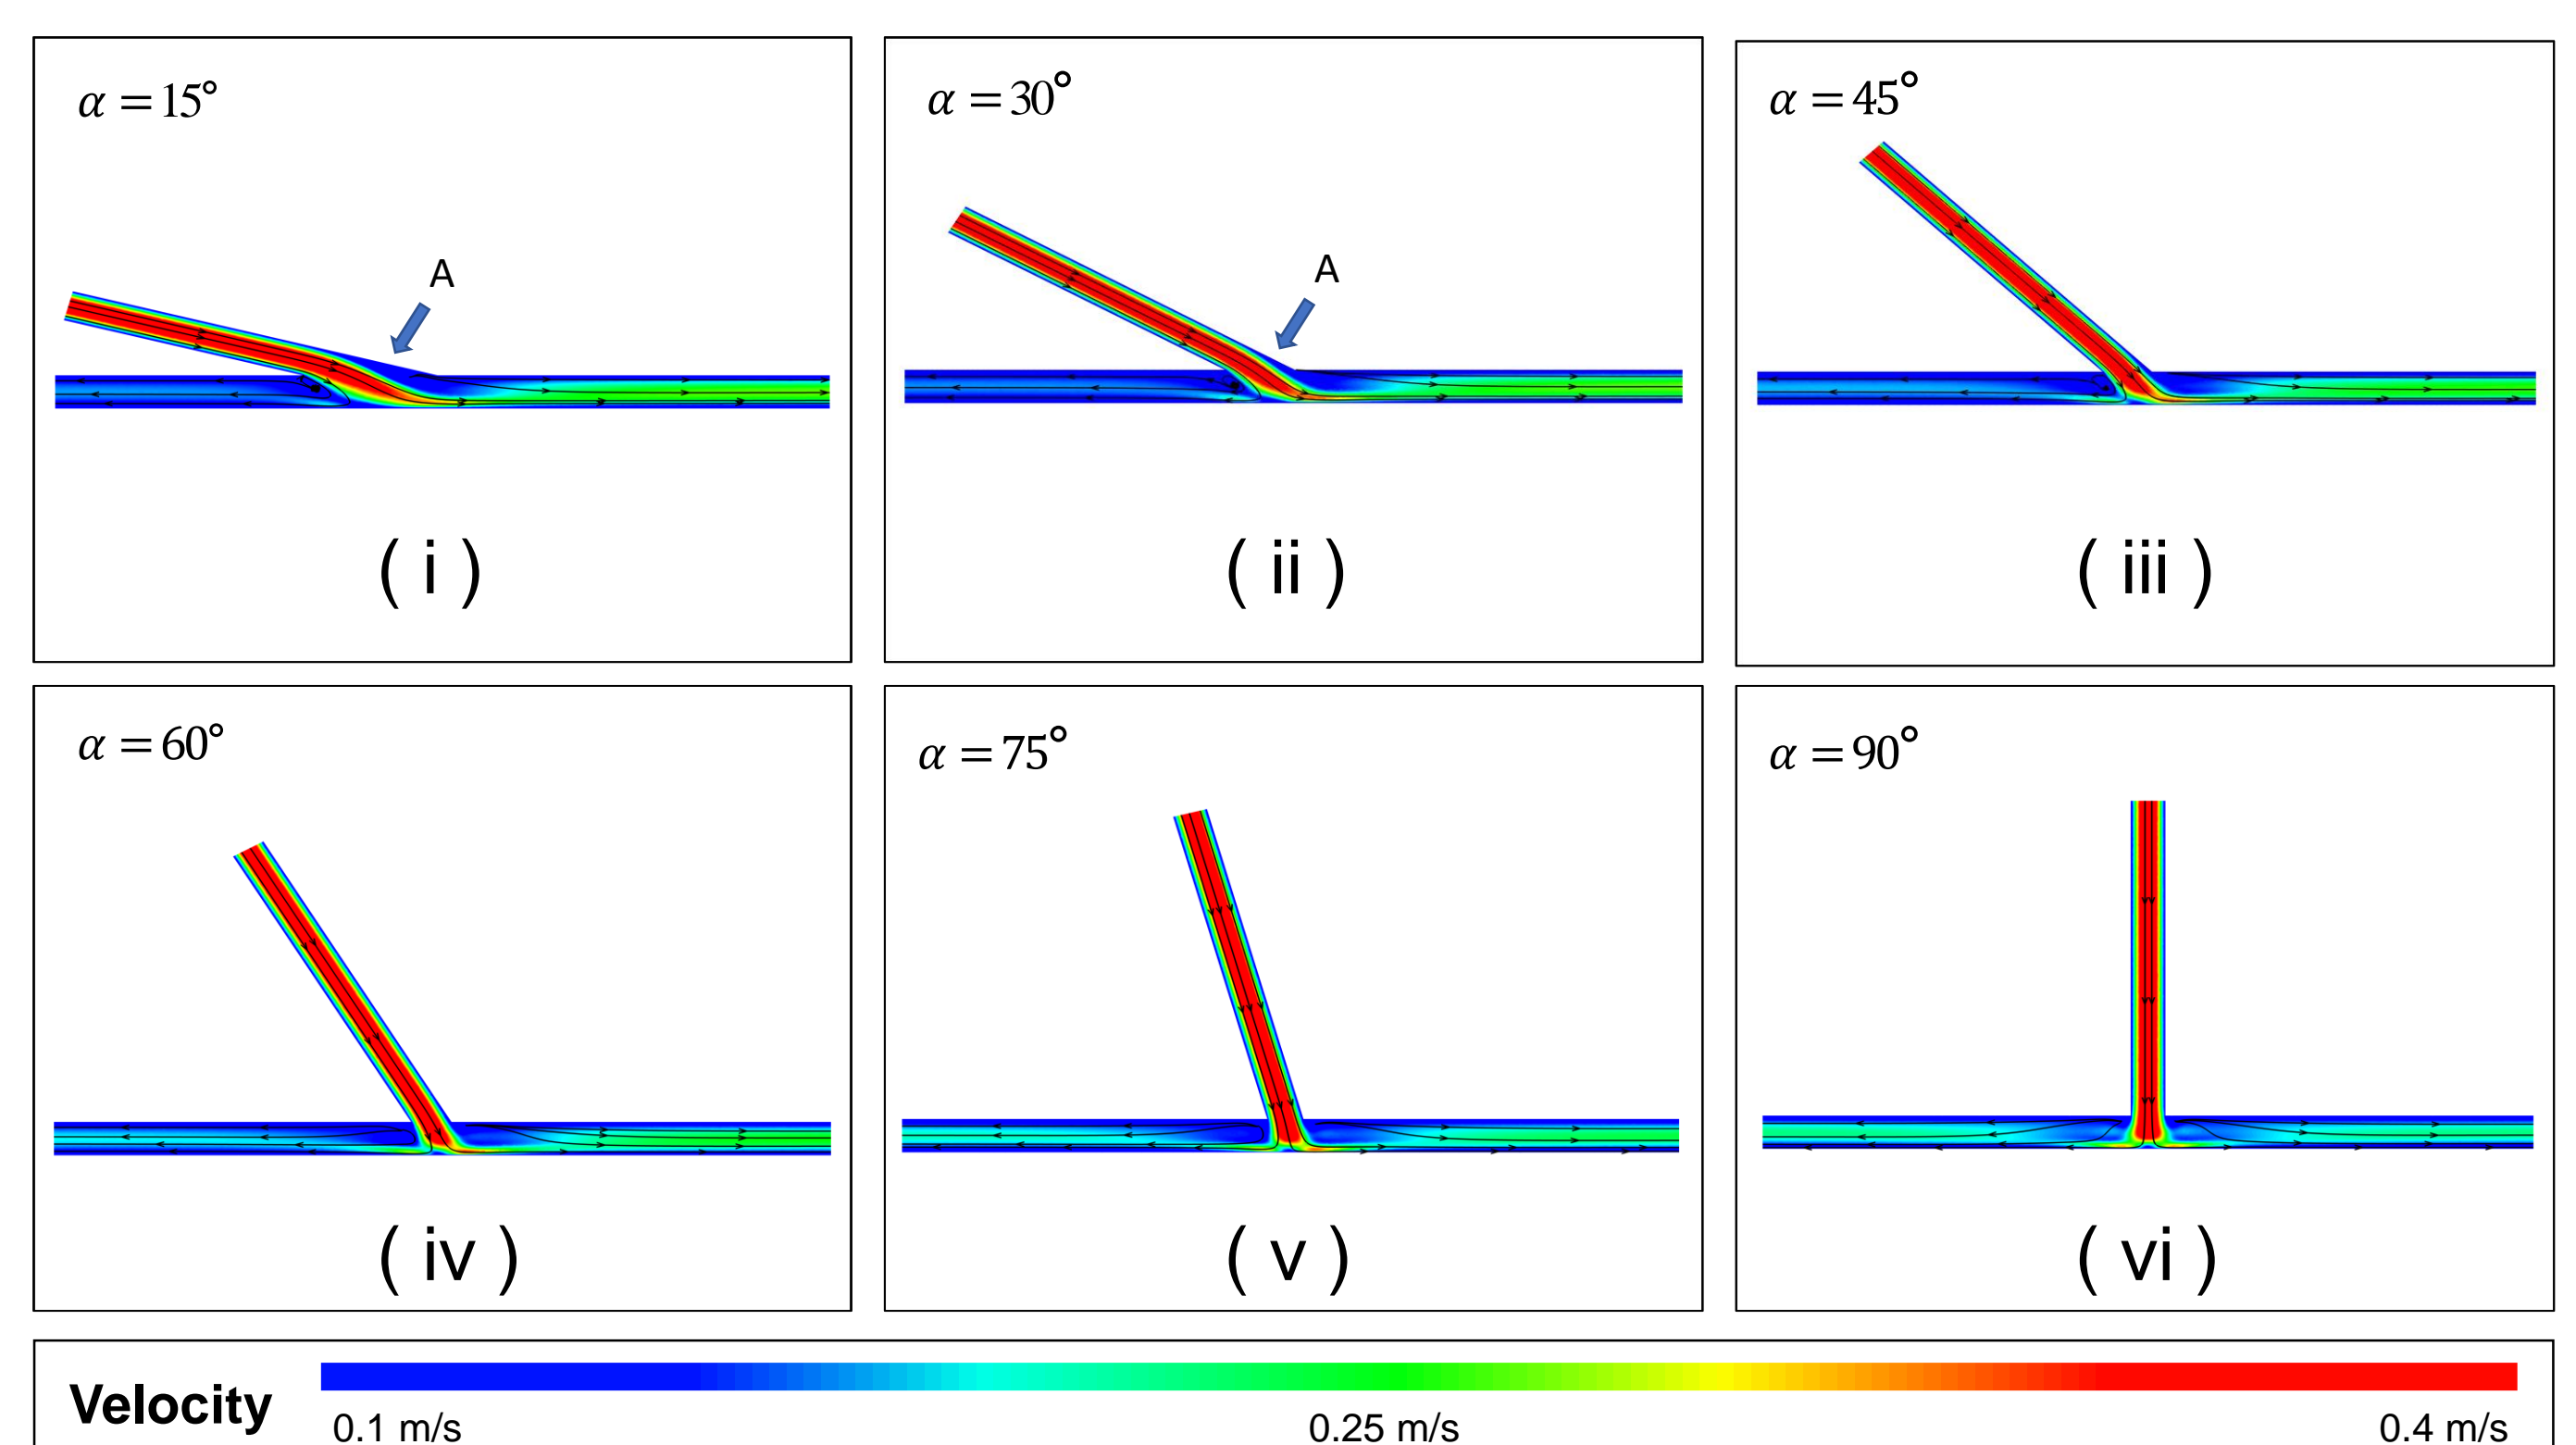 α = 15°
α = 30°
α = 45°
A
A
( i )
( ii )
( iii )
α = 60°
α = 75°
α = 90°
( iv )
( v )
( vi )
Velocity
0.1 m/s
0.25 m/s
0.4 m/s